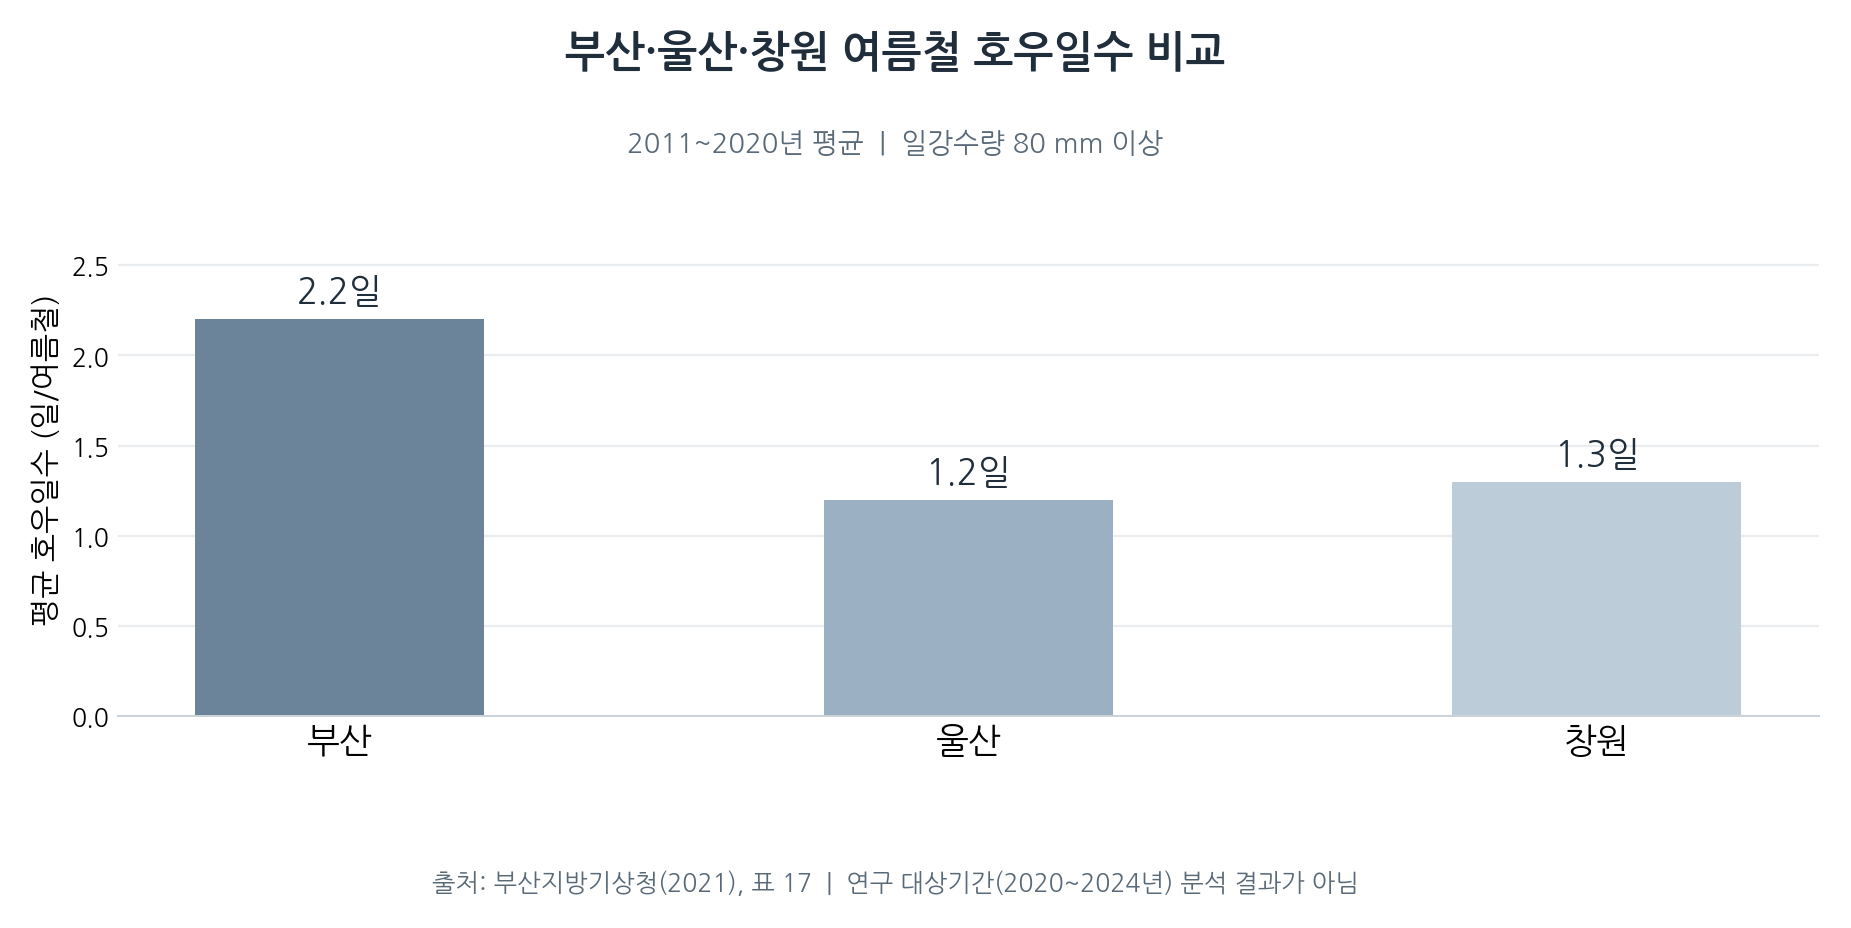 부산·울산·창원 여름철 호우일수 비교
2011~2020년 평균 | 일강수량 80 mm 이상
평균 호우일수 (일/여름철)
2.5
2.0
1.5
1.0
0.5
0.0
2.2일
1.2일
1.3일
부산
울산
창원
출처: 부산지방기상청(2021), 표 17 | 연구 대상기간(2020~2024년) 분석 결과가 아님